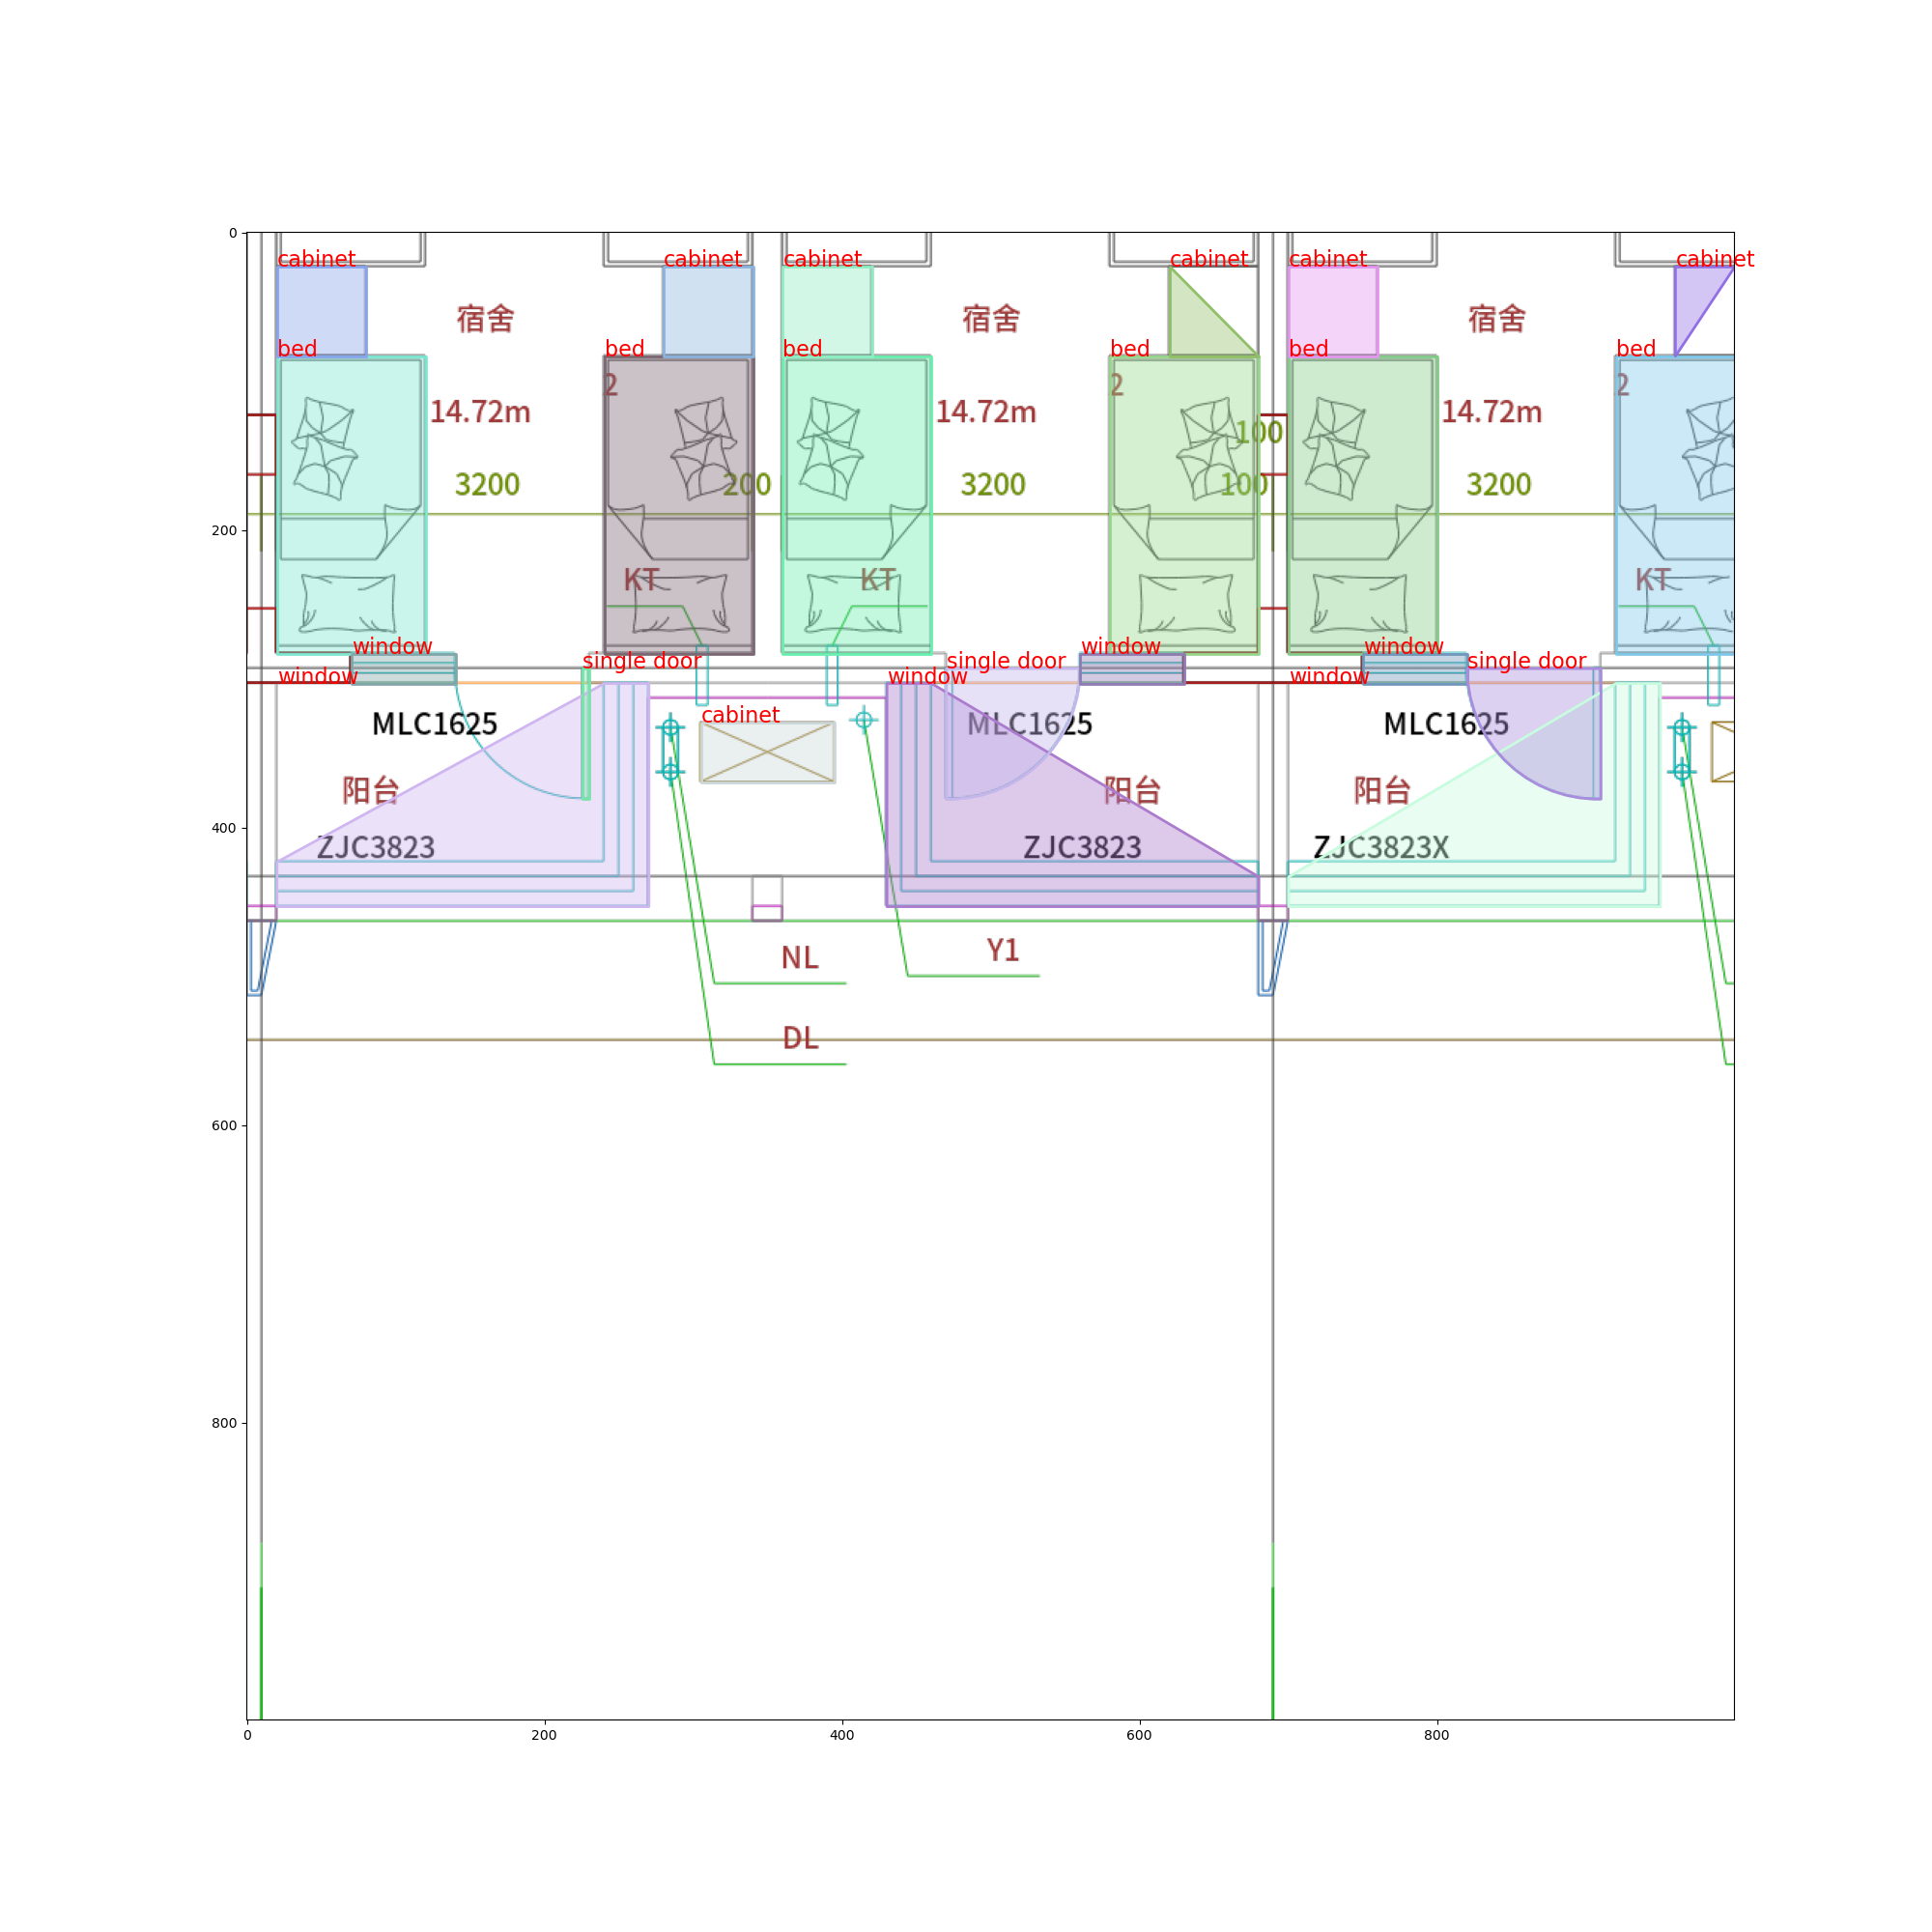 0
cabinet cabinet cabinet cabinet cabinet cabinet
宿舍 宿舍 宿舍
bed bed bed bed bed bed
2 2 2
14.72m 14.72m 14.72m
100
3200 200 3200 100 3200
200
KT KT KT
window window window
single door single door single door
window window window
cabinet
MLC1625 MLC1625 MLC1625
阳台 阳台 阳台
400
ZJC3823 ZJC3823 ZJC3823X
NL Y1
DL
600
800
0 200 400 600 800